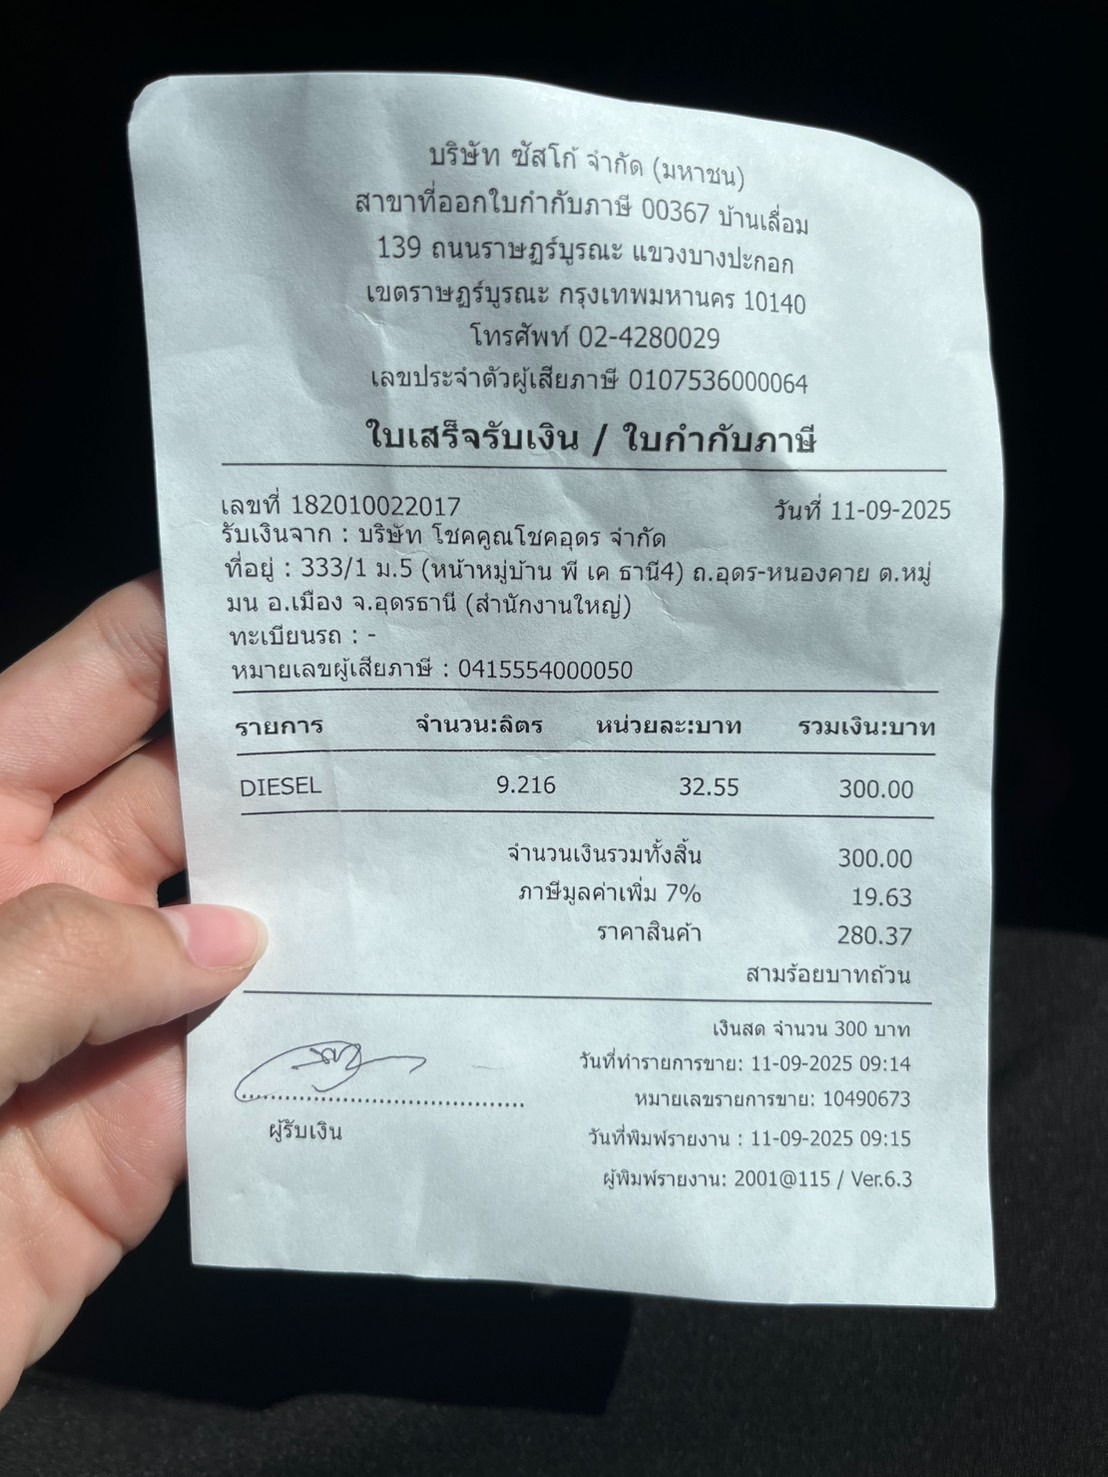 บริษัท ซัสโก้ จำกัด (มหาชน)
สาขาที่ออกใบกำกับภาษี 00367 บ้านเลื่อม
139 ถนนราษฎร์บูรณะ แขวงบางปะกอก
เขตราษฎร์บูรณะ กรุงเทพมหานคร 10140
โทรศัพท์ 02-4280029
เลขประจำตัวผู้เสียภาษี 0107536000064
ใบเสร็จรับเงิน / ใบกำกับภาษี
เลขที่ 182010022017 วันที่ 11-09-2025
รับเงินจาก : บริษัท โชคคูณโชคอุดร จำกัด
ที่อยู่ : 333/1 ม.5 (หน้าหมู่บ้าน พี เค ธานี4) ถ.อุดร-หนองคาย ต.หมู่
มน อ.เมือง จ.อุดรธานี (สำนักงานใหญ่)
ทะเบียนรถ : -
หมายเลขผู้เสียภาษี : 0415554000050
รายการ จำนวน:ลิตร หน่วยละ:บาท รวมเงิน:บาท
DIESEL 9.216 32.55 300.00
จำนวนเงินรวมทั้งสิ้น 300.00
ภาษีมูลค่าเพิ่ม 7% 19.63
ราคาสินค้า 280.37
สามร้อยบาทถ้วน
เงินสด จำนวน 300 บาท
วันที่ทำรายการขาย: 11-09-2025 09:14
หมายเลขรายการขาย: 10490673
ผู้รับเงิน
วันที่พิมพ์รายงาน : 11-09-2025 09:15
ผู้พิมพ์รายงาน: 2001@115 / Ver.6.3